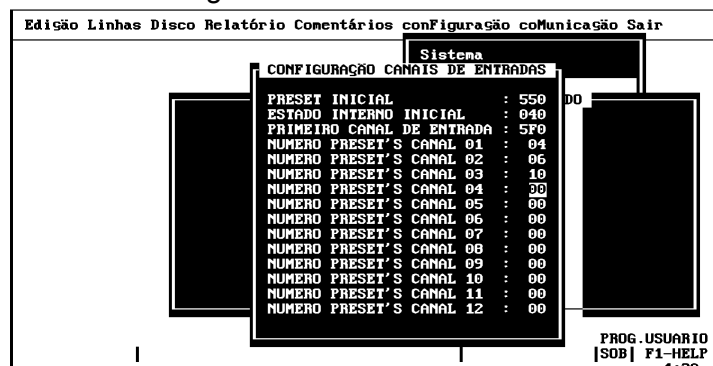 Edição Linhas Disco Relatório Comentários conFiguração coMunicação Sair
Sistema
CONFIGURAÇÃO CANAIS DE ENTRADAS
DO
PRESET INICIAL : 550
ESTADO INTERNO INICIAL : 040
PRIMEIRO CANAL DE ENTRADA : 5F0
NUMERO PRESET'S CANAL 01 : 04
NUMERO PRESET'S CANAL 02 : 06
NUMERO PRESET'S CANAL 03 : 10
NUMERO PRESET'S CANAL 04 : 00
NUMERO PRESET'S CANAL 05 : 00
NUMERO PRESET'S CANAL 06 : 00
NUMERO PRESET'S CANAL 07 : 00
NUMERO PRESET'S CANAL 08 : 00
NUMERO PRESET'S CANAL 09 : 00
NUMERO PRESET'S CANAL 10 : 00
NUMERO PRESET'S CANAL 11 : 00
NUMERO PRESET'S CANAL 12 : 00
PROG.USUARIO
|SOB| F1-HELP